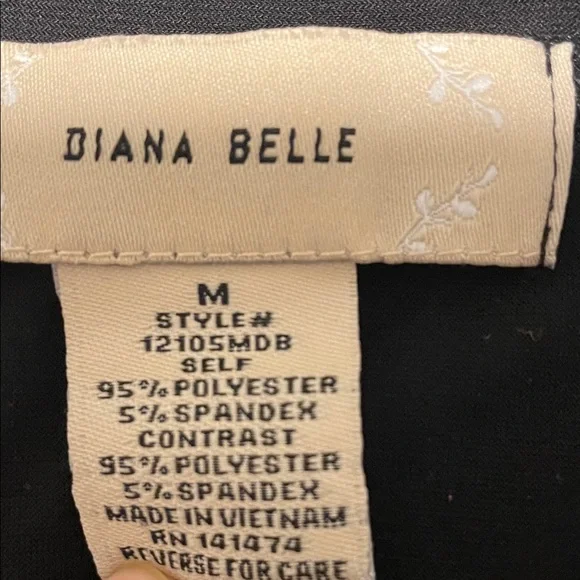 DIANA BELLE
M
STYLE#
12105MDB
SELF
95% POLYESTER
5% SPANDEX
CONTRAST
95% POLYESTER
5% SPANDEX
MADE IN VIETNAM
RN 141474
REVERSE FOR CARE